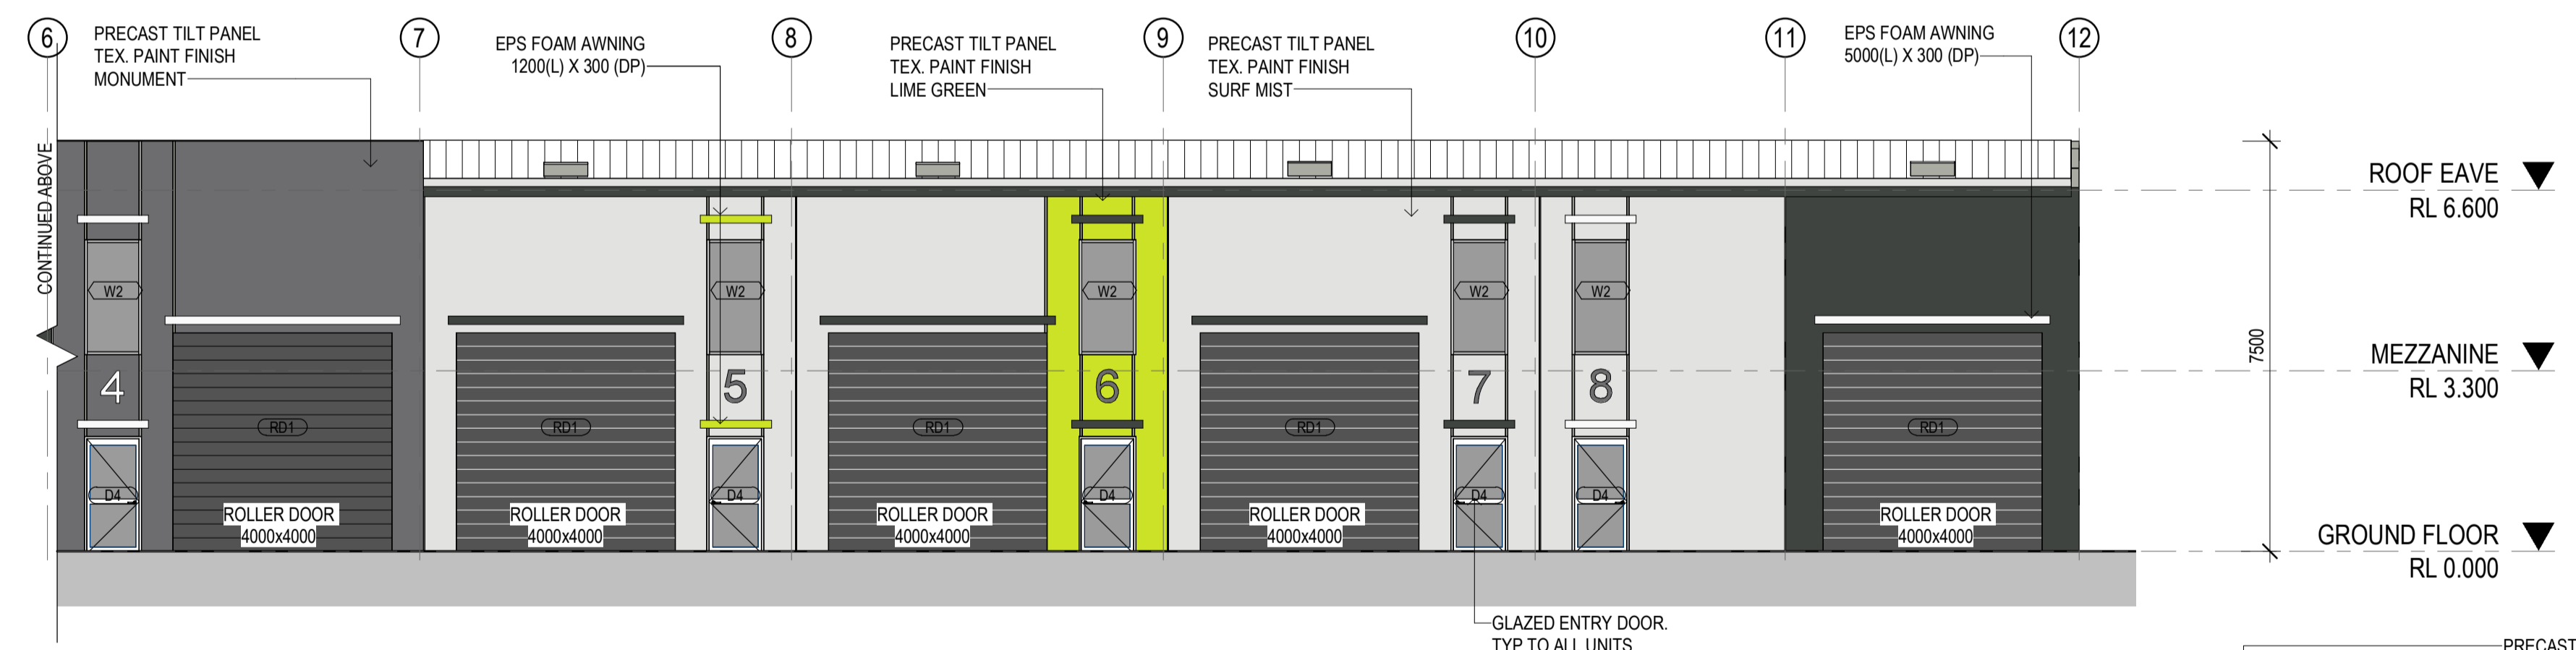 6
PRECAST TILT PANEL
TEX. PAINT FINISH
MONUMENT
7
EPS FOAM AWNING
1200(L) X 300 (DP)
8
PRECAST TILT PANEL
TEX. PAINT FINISH
LIME GREEN
9
PRECAST TILT PANEL
TEX. PAINT FINISH
SURF MIST
10
11
EPS FOAM AWNING
5000(L) X 300 (DP)
12
CONTINUED ABOVE
ROOF EAVE
RL 6.600
W2
W2
W2
W2
W2
7500
MEZZANINE
RL 3.300
4
5
6
7
8
RD1
RD1
RD1
RD1
RD1
D4
D4
D4
D4
D4
ROLLER DOOR
4000x4000
ROLLER DOOR
4000x4000
ROLLER DOOR
4000x4000
ROLLER DOOR
4000x4000
ROLLER DOOR
4000x4000
GROUND FLOOR
RL 0.000
GLAZED ENTRY DOOR.
TYP TO ALL UNITS
PRECAST